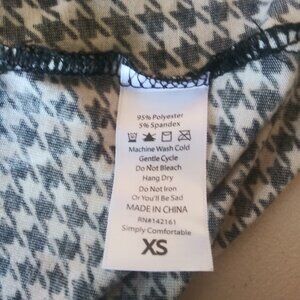 95% Polyester
5% Spandex
Machine Wash Cold
Gentle Cycle
Do Not Bleach
Hang Dry
Do Not Iron
Or You'll Be Sad
MADE IN CHINA
RN#142161
Simply Comfortable
XS